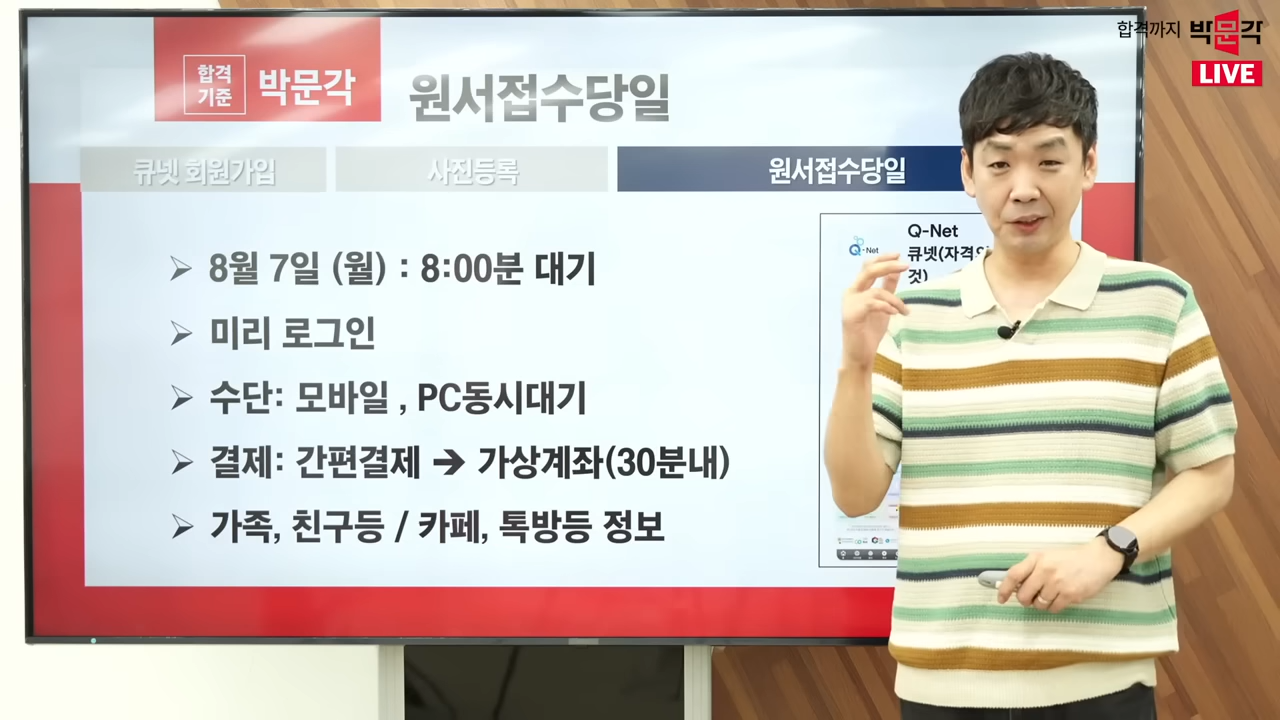 합격까지 박문각
LIVE
합격
기준
박문각
원서접수당일
큐넷 회원가입
사진등록
원서접수당일
➢ 8월 7일 (월) : 8:00분 대기
➢ 미리 로그인
➢ 수단: 모바일 , PC동시대기
➢ 결제: 간편결제 ➔ 가상계좌(30분내)
➢ 가족, 친구등 / 카페, 톡방등 정보
Q-Net
Q-Net
큐넷(자격의
것)